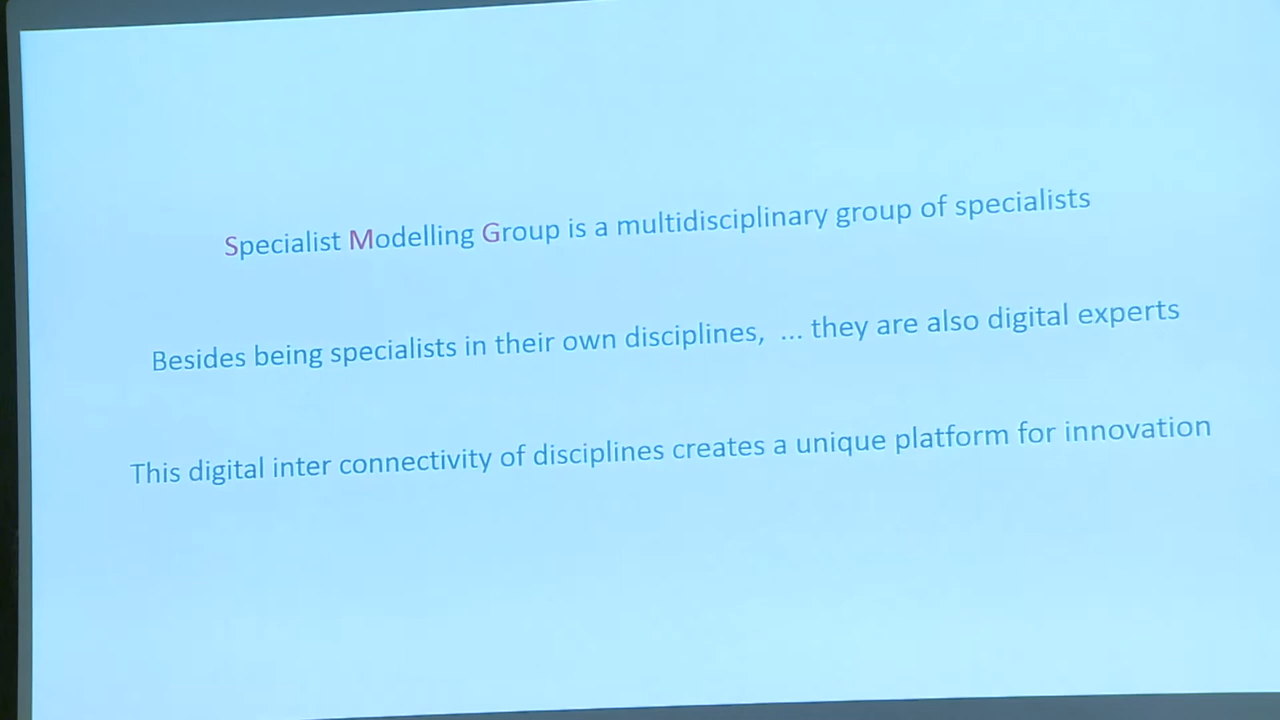 Specialist Modelling Group is a multidisciplinary group of specialists
Besides being specialists in their own disciplines, ... they are also digital experts
This digital inter connectivity of disciplines creates a unique platform for innovation